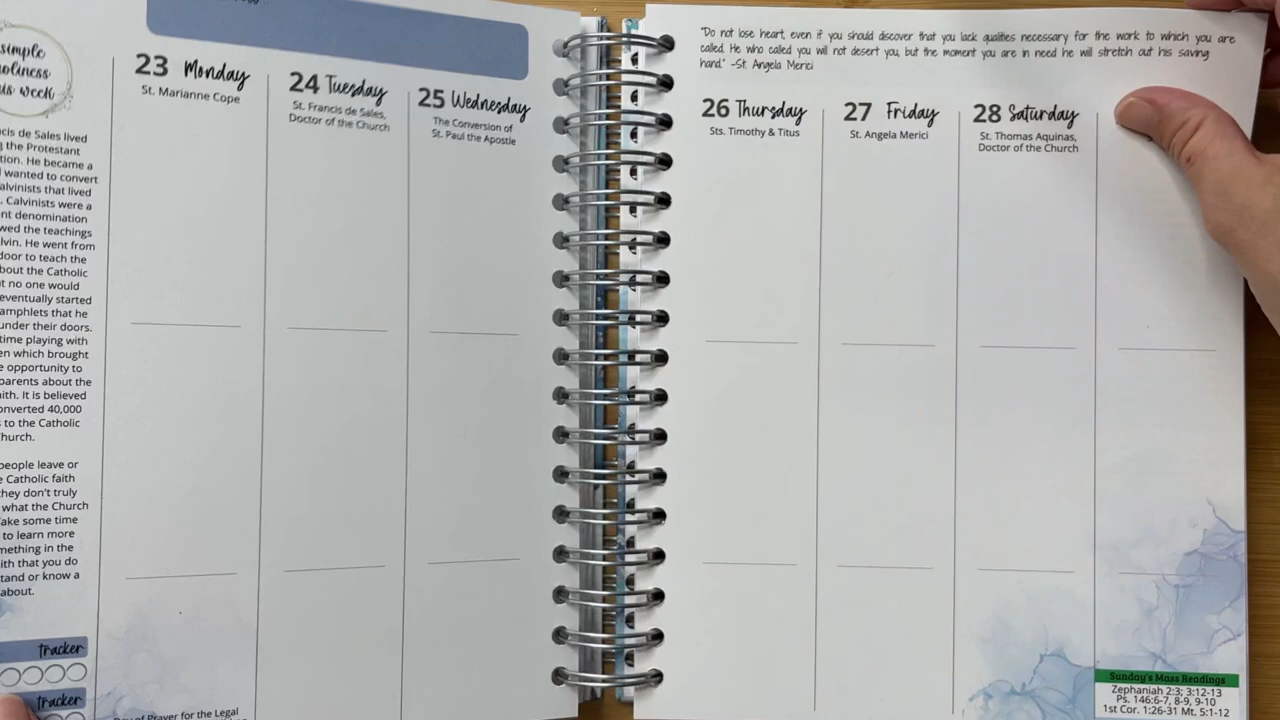 simple
holiness
this week
cis de Sales lived
the Protestant
tion. He became a
wanted to convert
alvinists that lived
. Calvinists were a
nt denomination
wed the teachings
lvin. He went from
door to teach the
bout the Catholic
t no one would
eventually started
amphlets that he
under their doors.
time playing with
en which brought
e opportunity to
parents about the
ith. It is believed
onverted 40,000
s to the Catholic
hurch.
people leave or
e Catholic faith
they don't truly
what the Church
ake some time
to learn more
mething in the
ith that you do
tand or know a
about.
tracker
tracker
23 Monday
St. Marianne Cope
Day of Prayer for the Legal
24 Tuesday
St. Francis de Sales,
Doctor of the Church
25 Wednesday
The Conversion of
St. Paul the Apostle
"Do not lose heart, even if you should discover that you lack qualities necessary for the work to which you are
called. He who called you will not desert you, but the moment you are in need he will stretch out his saving
hand." -St. Angela Merici
26 Thursday
Sts. Timothy & Titus
27 Friday
St. Angela Merici
28 Saturday
St. Thomas Aquinas,
Doctor of the Church
Sunday's Mass Readings
Zephaniah 2:3; 3:12-13
Ps. 146:6-7, 8-9, 9-10
1st Cor. 1:26-31 Mt. 5:1-12